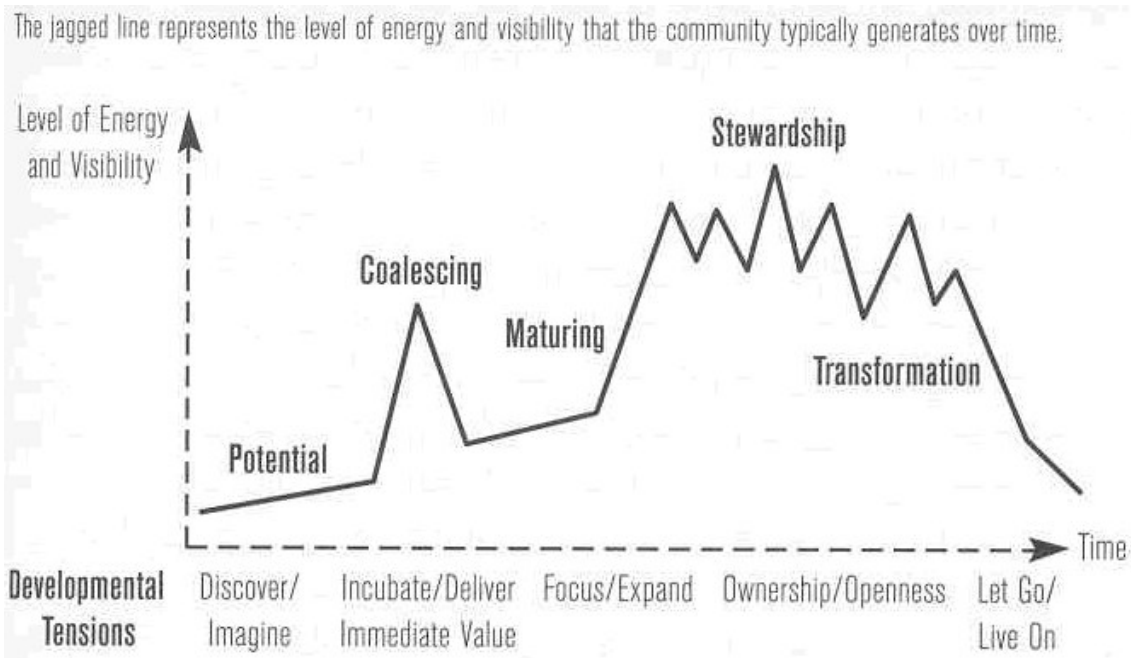 The jagged line represents the level of energy and visibility that the community typically generates over time.
Level of Energy
and Visibility
Stewardship
Coalescing
Maturing
Transformation
Potential
Time
Developmental
Tensions
Discover/
Imagine
Incubate/Deliver
Immediate Value
Focus/Expand
Ownership/Openness
Let Go/
Live On